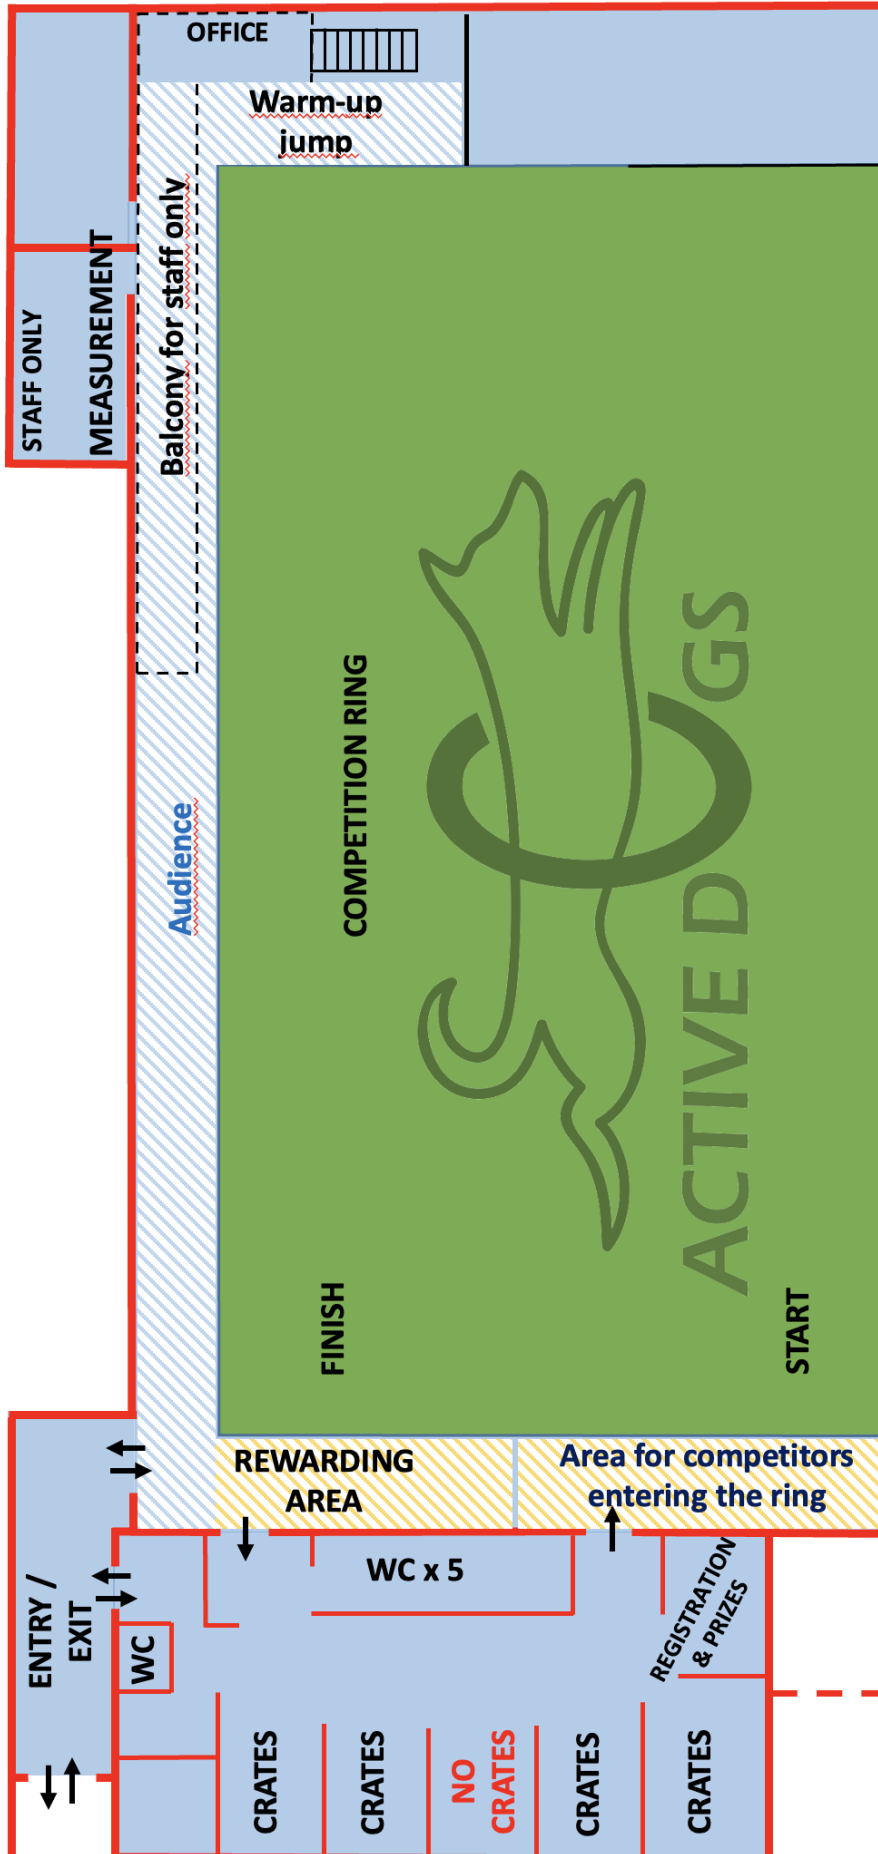 OFFICE
Warm-up
jump
Balcony for staff only
STAFF ONLY
MEASUREMENT
COMPETITION RING
Audience
ACTIVE D GS
FINISH
START
REWARDING
AREA
Area for competitors
entering the ring
WC x 5
ENTRY /
EXIT
WC
REGISTRATION
& PRIZES
CRATES
CRATES
NO
CRATES
CRATES
CRATES